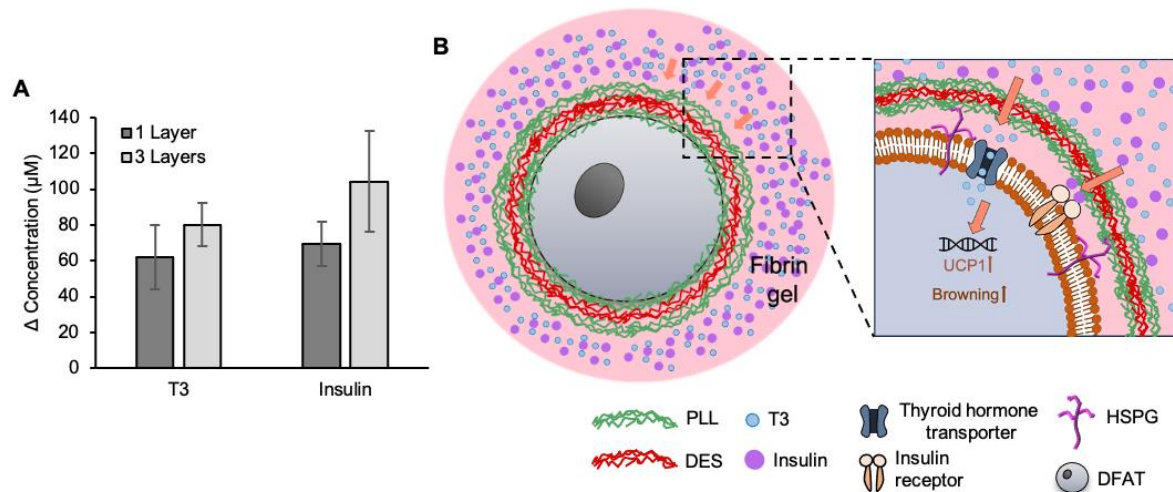 A
Δ Concentration (µM)
140
120
100
80
60
40
20
0
1 Layer
3 Layers
T3
Insulin
B
Fibrin
gel
UCP1↑
Browning↑
PLL
DES
T3
Insulin
Thyroid hormone
transporter
Insulin
receptor
HSPG
DFAT